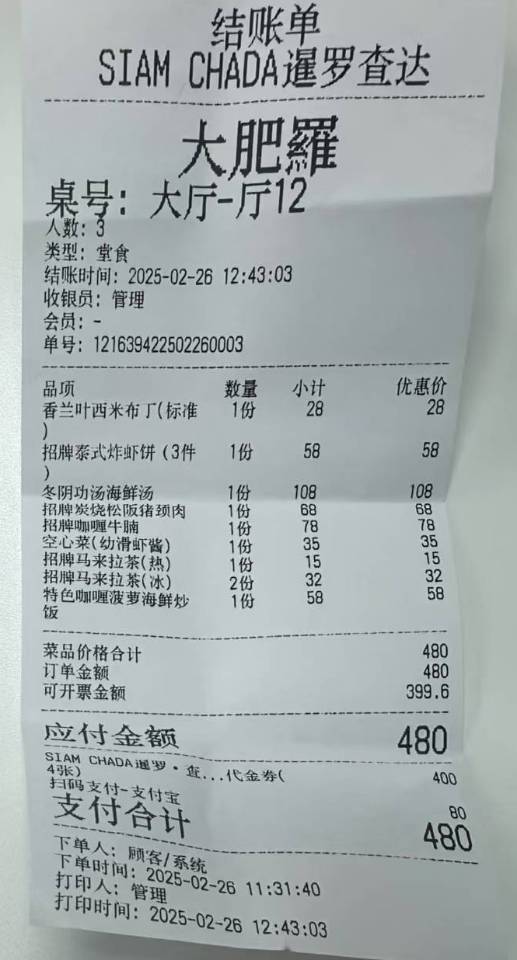 结账单
SIAM CHADA暹罗查达
大肥羅
桌号: 大厅-厅12
人数: 3
类型: 堂食
结账时间: 2025-02-26 12:43:03
收银员: 管理
会员: -
单号: 121639422502260003
品项 数量 小计 优惠价
香兰叶西米布丁(标准 1份 28 28
)
招牌泰式炸虾饼 (3件 1份 58 58
)
冬阴功汤海鲜汤 1份 108 108
招牌炭烧松阪猪颈肉 1份 68 68
招牌咖喱牛腩 1份 78 78
空心菜(幼滑虾酱) 1份 35 35
招牌马来拉茶(热) 1份 15 15
招牌马来拉茶(冰) 2份 32 32
特色咖喱菠萝海鲜炒 1份 58 58
饭
菜品价格合计 480
订单金额 480
可开票金额 399.6
应付金额 480
SIAM CHADA暹罗·查...代金券( 400
4张)
扫码支付-支付宝 80
支付合计 480
下单人: 顾客/系统
下单时间: 2025-02-26 11:31:40
打印人: 管理
打印时间: 2025-02-26 12:43:03